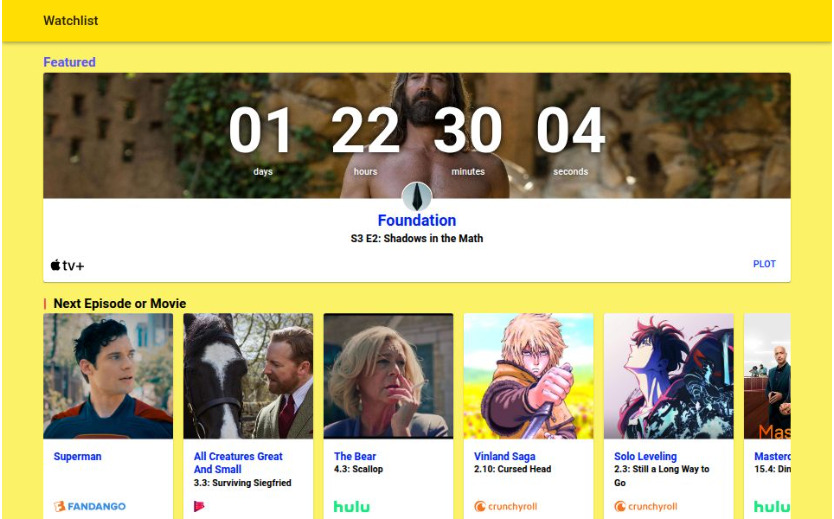 Watchlist
Featured
01 22 30 04
days hours minutes seconds
Foundation
S3 E2: Shadows in the Math
tv+
PLOT
Next Episode or Movie
Superman
FANDANGO
All Creatures Great
And Small
3.3: Surviving Siegfried
The Bear
4.3: Scallop
hulu
Vinland Saga
2.10: Cursed Head
crunchyroll
Solo Leveling
2.3: Still a Long Way to
Go
crunchyroll
Mas
Masterc
15.4: Din
hulu